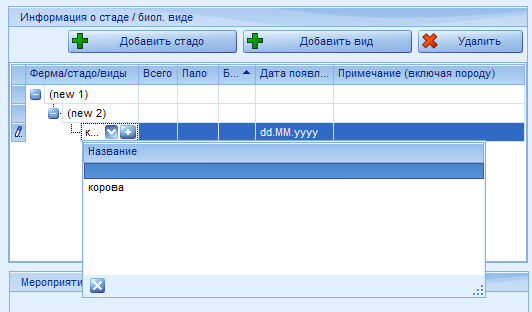 Информация о стаде / биол. виде
Добавить стадо Добавить вид Удалить
Ферма/стадо/виды Всего Пало Б... Дата появл... Примечание (включая породу)
(new 1)
(new 2)
к... dd.MM.yyyy
Название
корова
Мероприяти